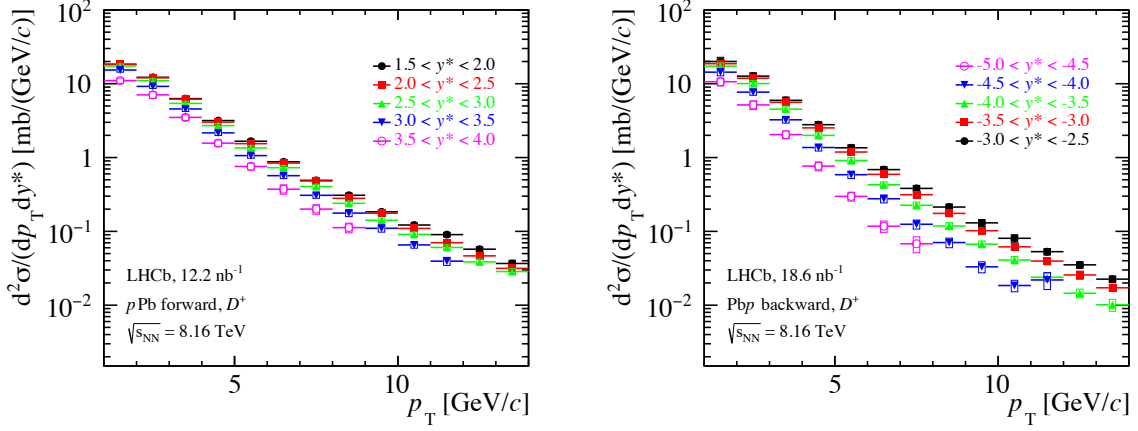 d²σ/(dp_T dy*) [mb/(GeV/c)]
10²
10
1
10⁻¹
10⁻²
1.5 < y* < 2.0
2.0 < y* < 2.5
2.5 < y* < 3.0
3.0 < y* < 3.5
3.5 < y* < 4.0
LHCb, 12.2 nb⁻¹
pPb forward, D⁺
√s_NN = 8.16 TeV
5
10
p_T [GeV/c]
d²σ/(dp_T dy*) [mb/(GeV/c)]
10²
10
1
10⁻¹
10⁻²
-5.0 < y* < -4.5
-4.5 < y* < -4.0
-4.0 < y* < -3.5
-3.5 < y* < -3.0
-3.0 < y* < -2.5
LHCb, 18.6 nb⁻¹
Pbp backward, D⁺
√s_NN = 8.16 TeV
5
10
p_T [GeV/c]